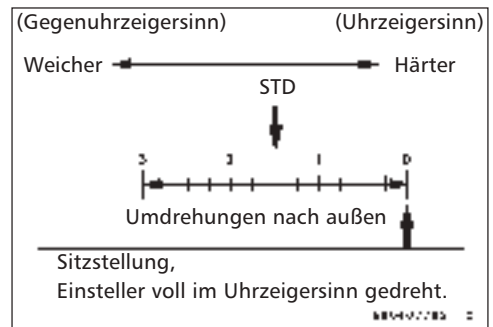 (Gegenuhrzeigersinn) (Uhrzeigersinn)
Weicher Härter
STD
3 2 1 0
Umdrehungen nach außen
Sitzstellung,
Einsteller voll im Uhrzeigersinn gedreht.